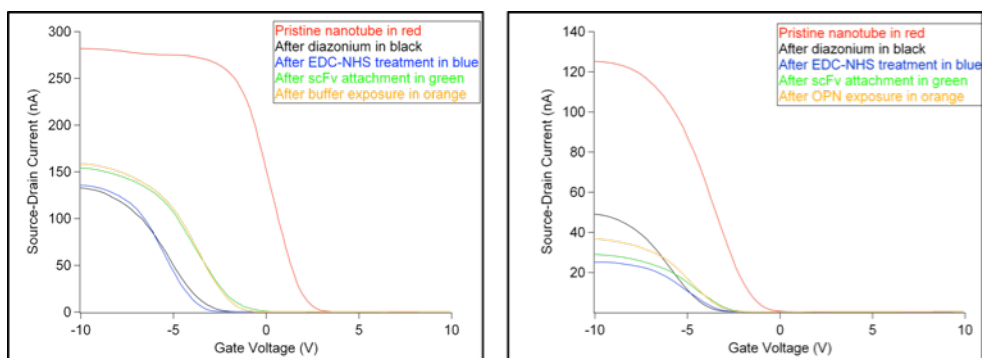 300
250
200
150
100
50
0
-10
-5
0
5
10
Source-Drain Current (nA)
Gate Voltage (V)
Pristine nanotube in red
After diazonium in black
After EDC-NHS treatment in blue
After scFv attachment in green
After buffer exposure in orange
140
120
100
80
60
40
20
-10
-5
0
5
10
Source-Drain Current (nA)
Gate Voltage (V)
Pristine nanotube in red
After diazonium in black
After EDC-NHS treatment in blue
After scFv attachment in green
After OPN exposure in orange